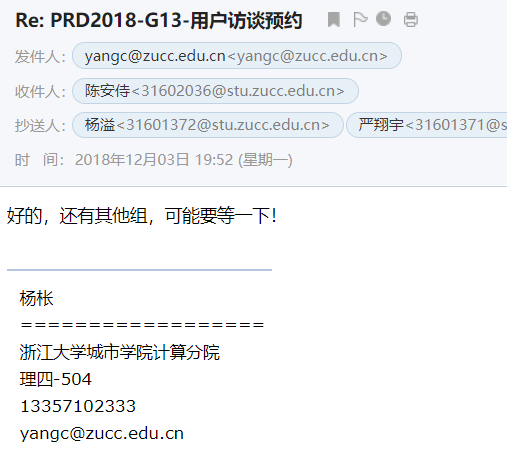 Re: PRD2018-G13-用户访谈预约
发件人： yangc@zucc.edu.cn<yangc@zucc.edu.cn>
收件人： 陈安侍<31602036@stu.zucc.edu.cn>
抄送人： 杨溢<31601372@stu.zucc.edu.cn> 严翔宇<31601371@s
时 间： 2018年12月03日 19:52 (星期一)
好的，还有其他组，可能要等一下！
杨枨
==================
浙江大学城市学院计算分院
理四-504
13357102333
yangc@zucc.edu.cn